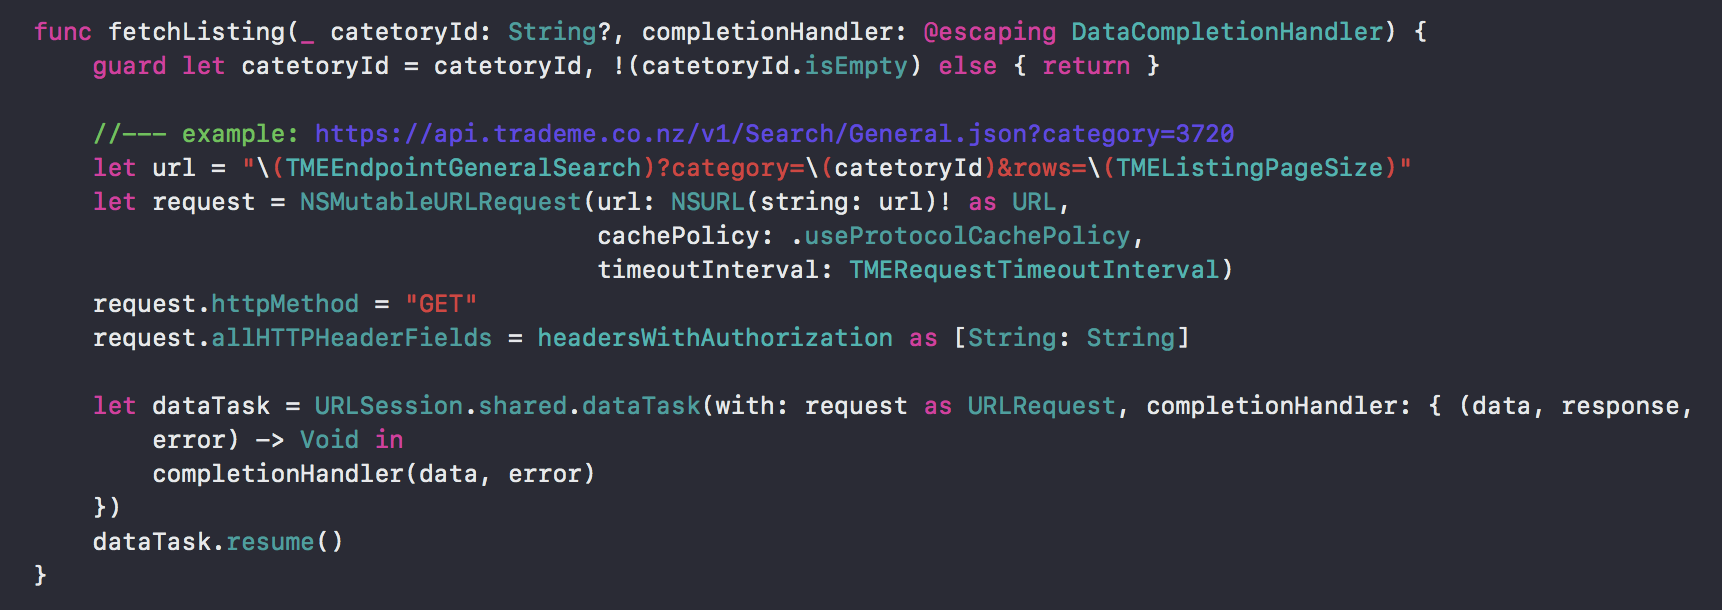 func fetchListing(_ catetoryId: String?, completionHandler: @escaping DataCompletionHandler) {
guard let catetoryId = catetoryId, !(catetoryId.isEmpty) else { return }
//--- example: https://api.trademe.co.nz/v1/Search/General.json?category=3720
let url = "\(TMEEndpointGeneralSearch)?category=\(catetoryId)&rows=\(TMEListingPageSize)"
let request = NSMutableURLRequest(url: NSURL(string: url)! as URL,
cachePolicy: .useProtocolCachePolicy,
timeoutInterval: TMERequestTimeoutInterval)
request.httpMethod = "GET"
request.allHTTPHeaderFields = headersWithAuthorization as [String: String]
let dataTask = URLSession.shared.dataTask(with: request as URLRequest, completionHandler: { (data, response,
error) -> Void in
completionHandler(data, error)
})
dataTask.resume()
}